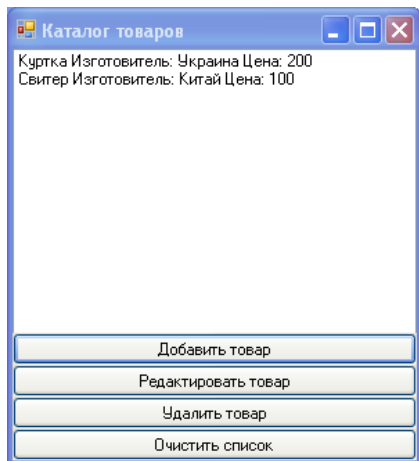 Каталог товаров
Куртка Изготовитель: Украина Цена: 200
Свитер Изготовитель: Китай Цена: 100
Добавить товар
Редактировать товар
Удалить товар
Очистить список